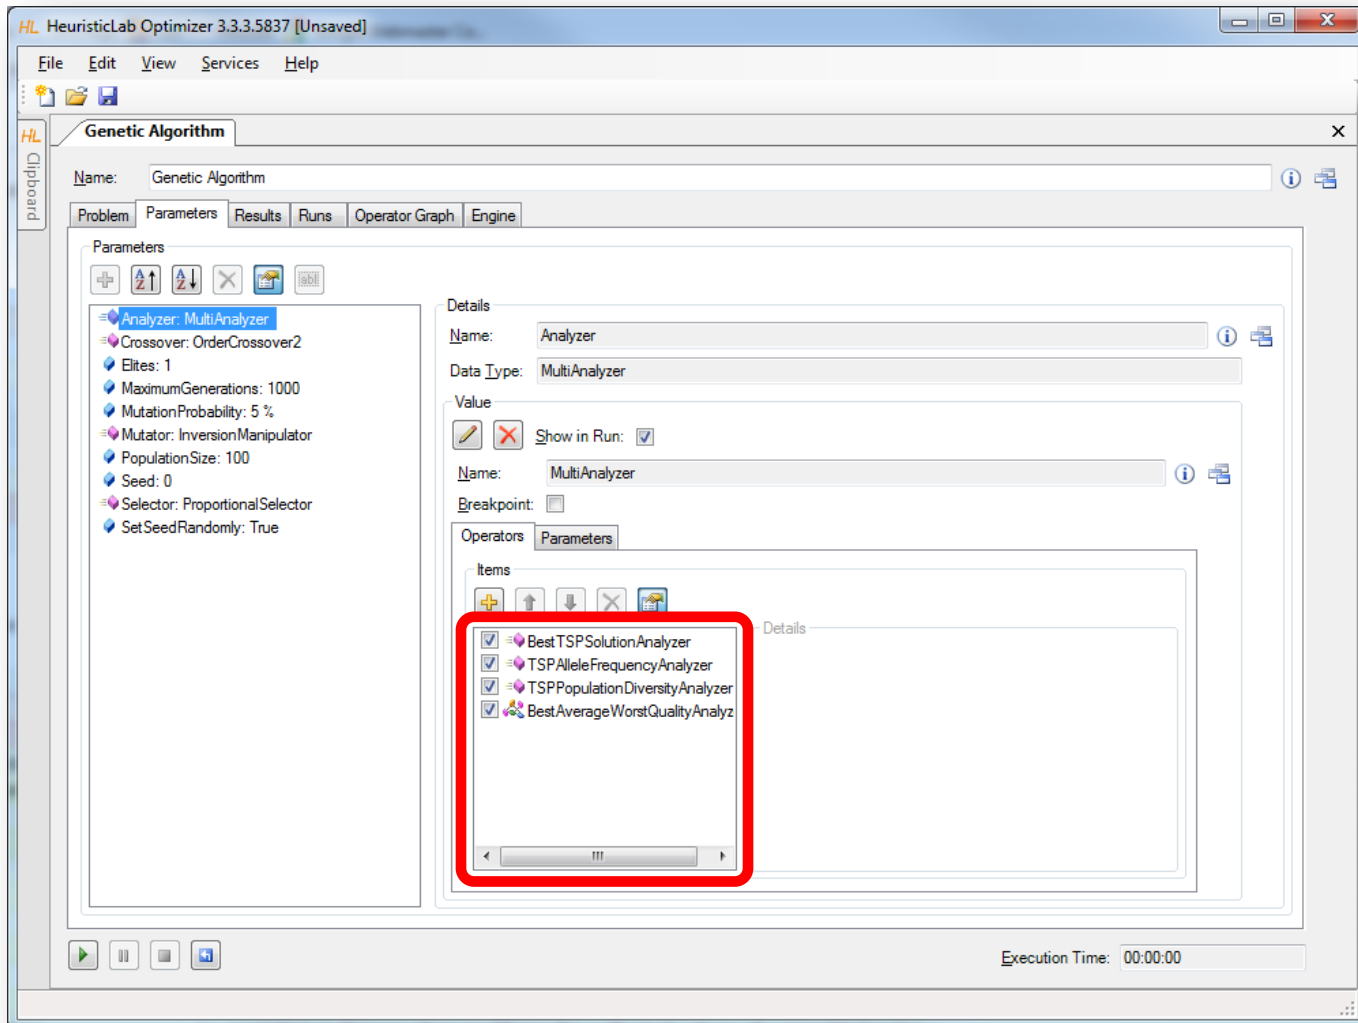 HL HeuristicLab Optimizer 3.3.3.5837 [Unsaved]
File Edit View Services Help
HL Clipboard
Genetic Algorithm
Name: Genetic Algorithm
Problem Parameters Results Runs Operator Graph Engine
Parameters
Analyzer: MultiAnalyzer
Crossover: OrderCrossover2
Elites: 1
MaximumGenerations: 1000
MutationProbability: 5 %
Mutator: InversionManipulator
PopulationSize: 100
Seed: 0
Selector: ProportionalSelector
SetSeedRandomly: True
Details
Name: Analyzer
Data Type: MultiAnalyzer
Value
Show in Run:
Name: MultiAnalyzer
Breakpoint:
Operators Parameters
Items
BestTSPSolutionAnalyzer
TSPAlleleFrequencyAnalyzer
TSPPopulationDiversityAnalyzer
BestAverageWorstQualityAnalyz
Details
Execution Time: 00:00:00